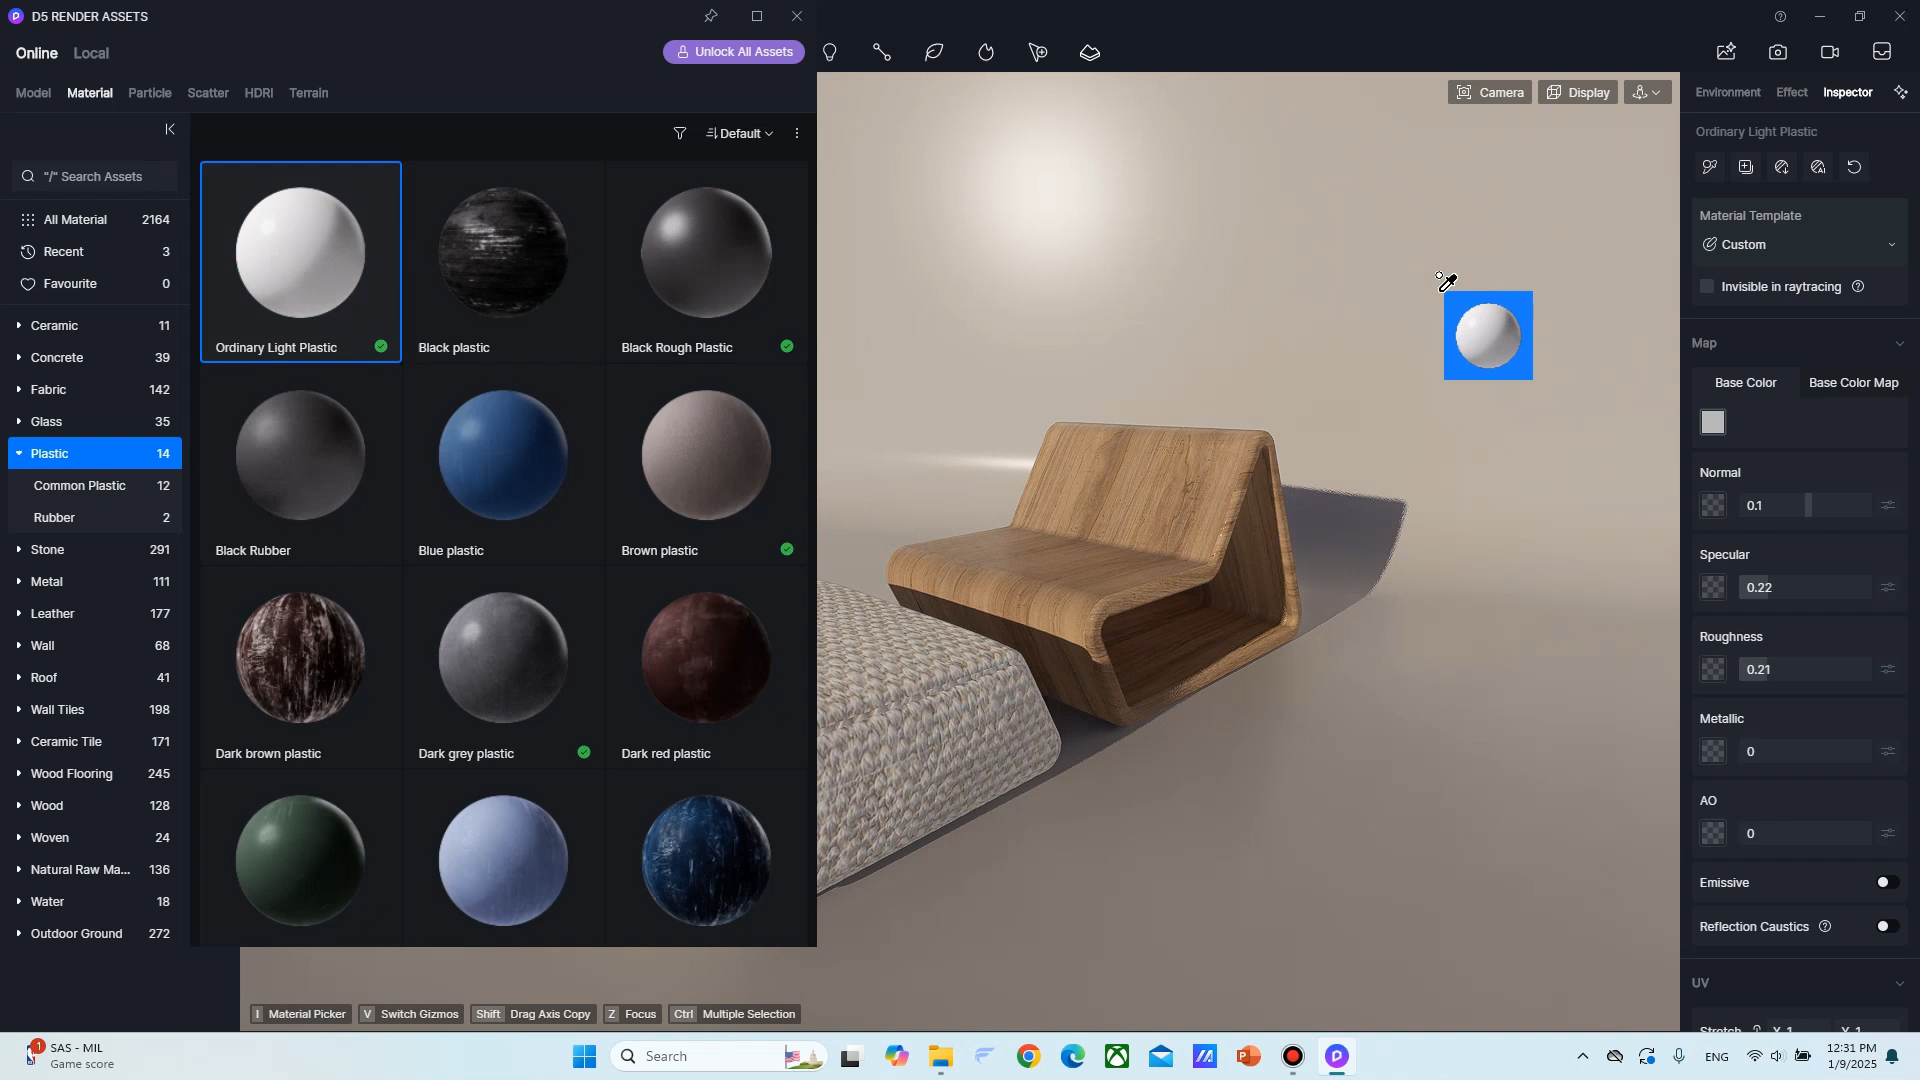 D5 RENDER ASSETS
Online Local
Unlock All Assets
Model Material Particle Scatter HDRI Terrain
Default
"/" Search Assets
All Material 2164
Recent 3
Favourite 0
Ceramic 11
Concrete 39
Fabric 142
Glass 35
Plastic 14
Common Plastic 12
Rubber 2
Stone 291
Metal 111
Leather 177
Wall 68
Roof 41
Wall Tiles 198
Ceramic Tile 171
Wood Flooring 245
Wood 128
Woven 24
Natural Raw Ma... 136
Water 18
Outdoor Ground 272
Ordinary Light Plastic
Black plastic
Black Rough Plastic
Black Rubber
Blue plastic
Brown plastic
Dark brown plastic
Dark grey plastic
Dark red plastic
Camera Display
I Material Picker V Switch Gizmos Shift Drag Axis Copy Z Focus Ctrl Multiple Selection
Environment Effect Inspector
Ordinary Light Plastic
Material Template
Custom
Invisible in raytracing
Map
Base Color Base Color Map
Normal
0.1
Specular
0.22
Roughness
0.21
Metallic
0
AO
0
Emissive
Reflection Caustics
UV
Stretch X 1 Y 1
1
SAS - MIL
Game score
Search
ENG
12:31 PM
1/9/2025